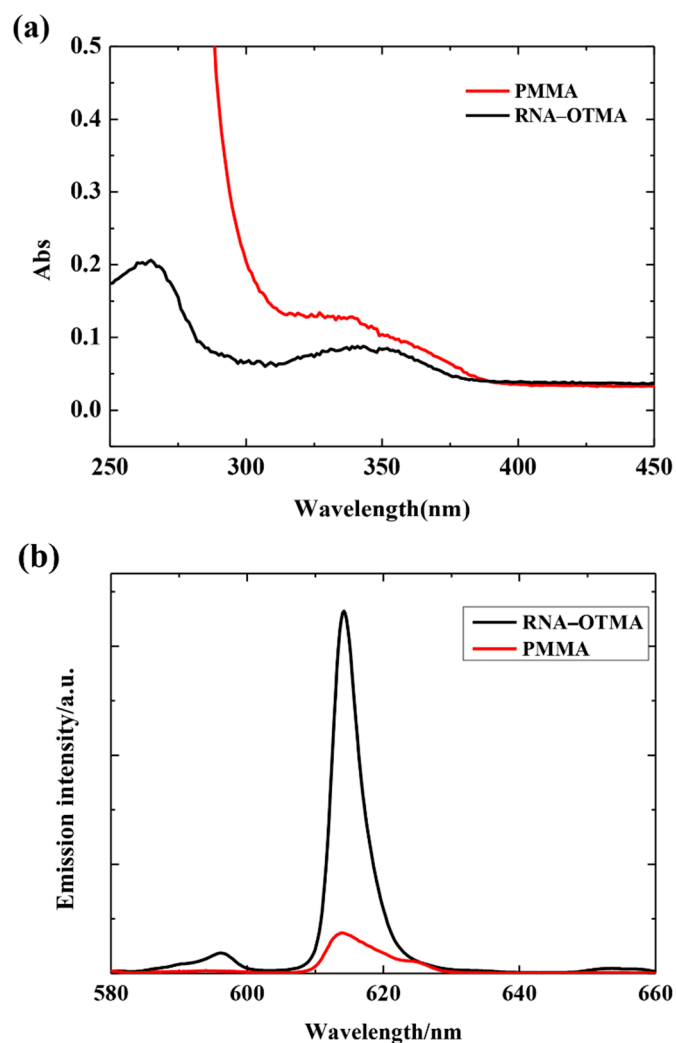 (a)
0.5
0.4
0.3
0.2
0.1
0.0
Abs
PMMA
RNA–OTMA
250 300 350 400 450
Wavelength(nm)
(b)
Emission intensity/a.u.
RNA–OTMA
PMMA
580 600 620 640 660
Wavelength/nm